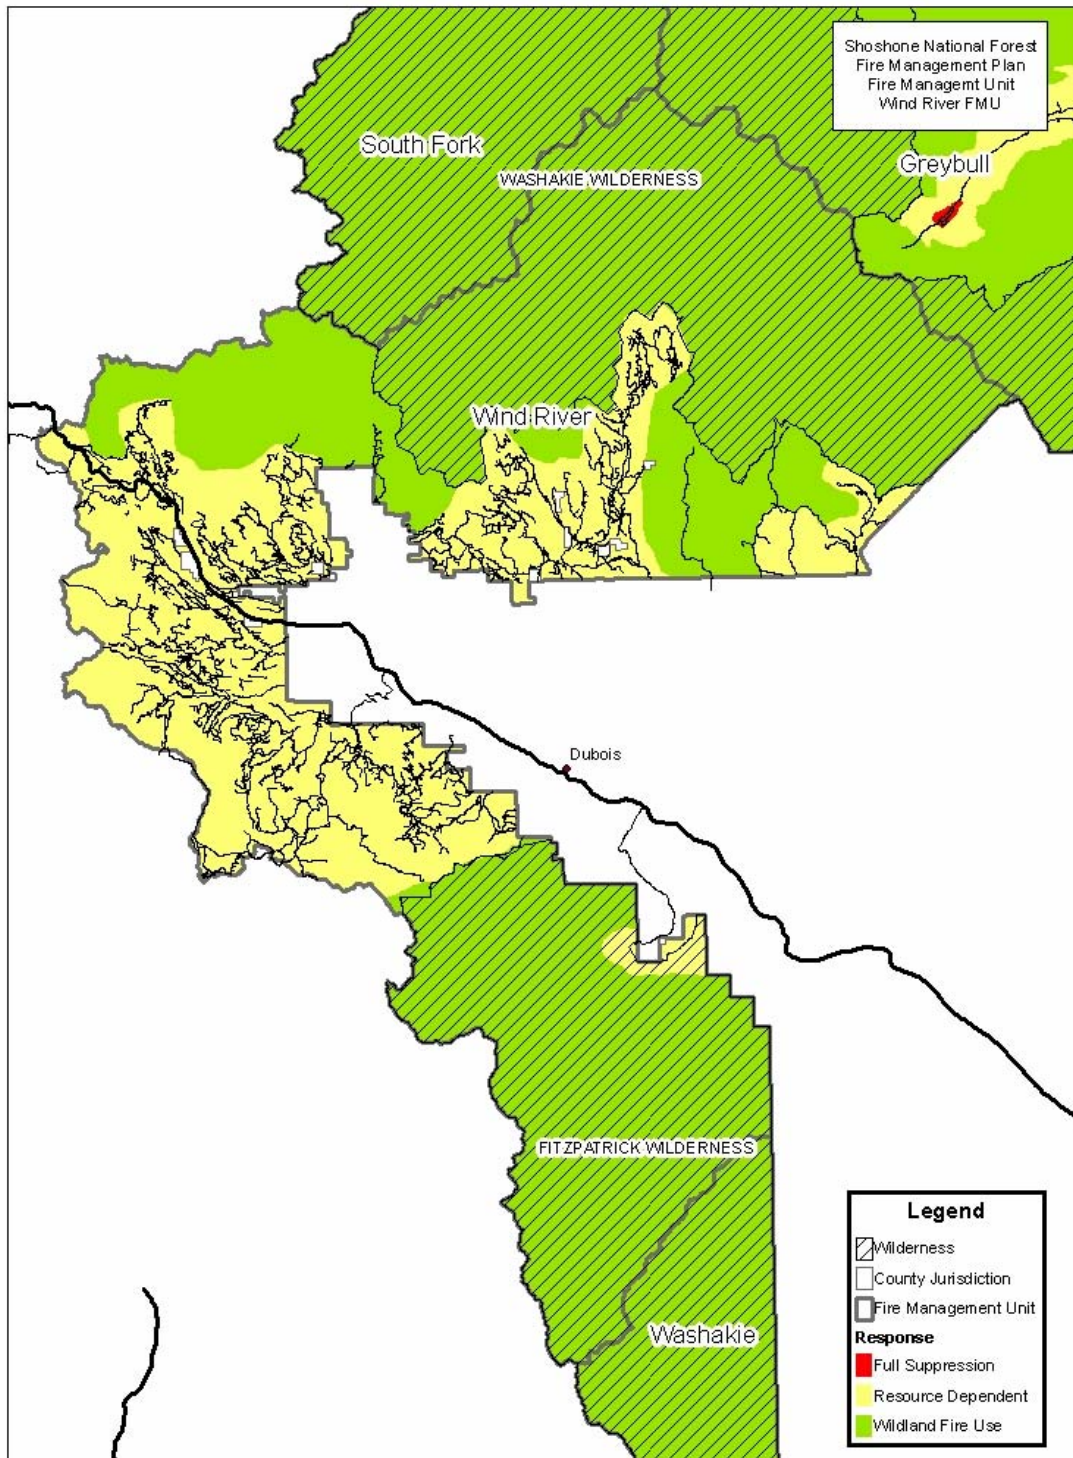 Shoshone National Forest
Fire Management Plan
Fire Managemt Unit
Wind River FMU
South Fork
WASHAKIE WILDERNESS
Greybull
Wind River
Dubois
FITZPATRICK WILDERNESS
Washakie
Legend
Wilderness
County Jurisdiction
Fire Management Unit
Response
Full Suppression
Resource Dependent
Wildland Fire Use